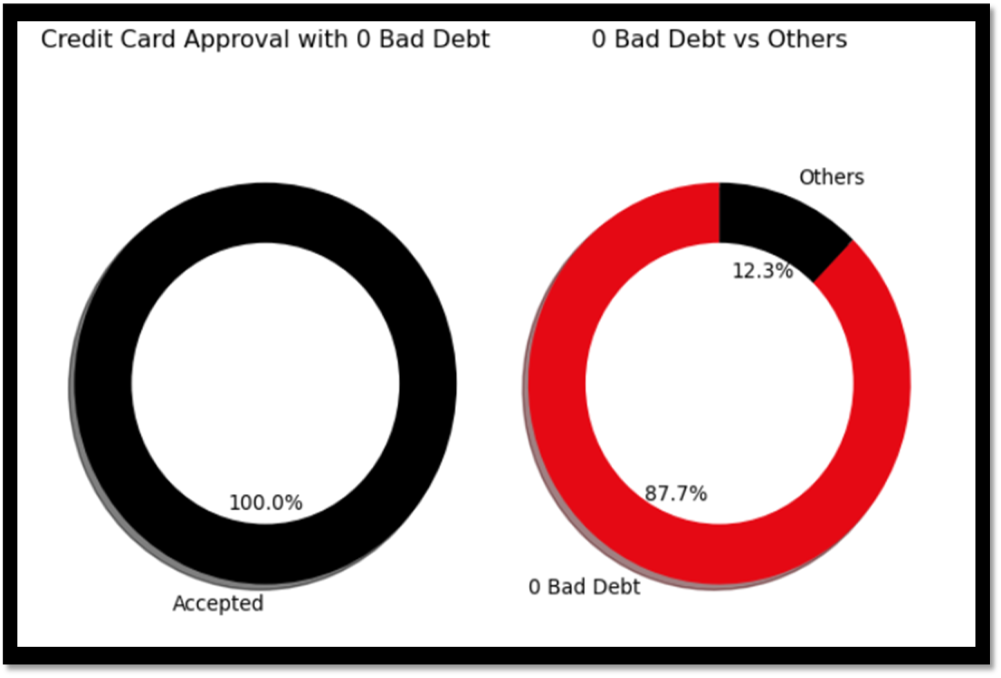 Credit Card Approval with 0 Bad Debt
100.0%
Accepted
0 Bad Debt vs Others
Others
12.3%
87.7%
0 Bad Debt